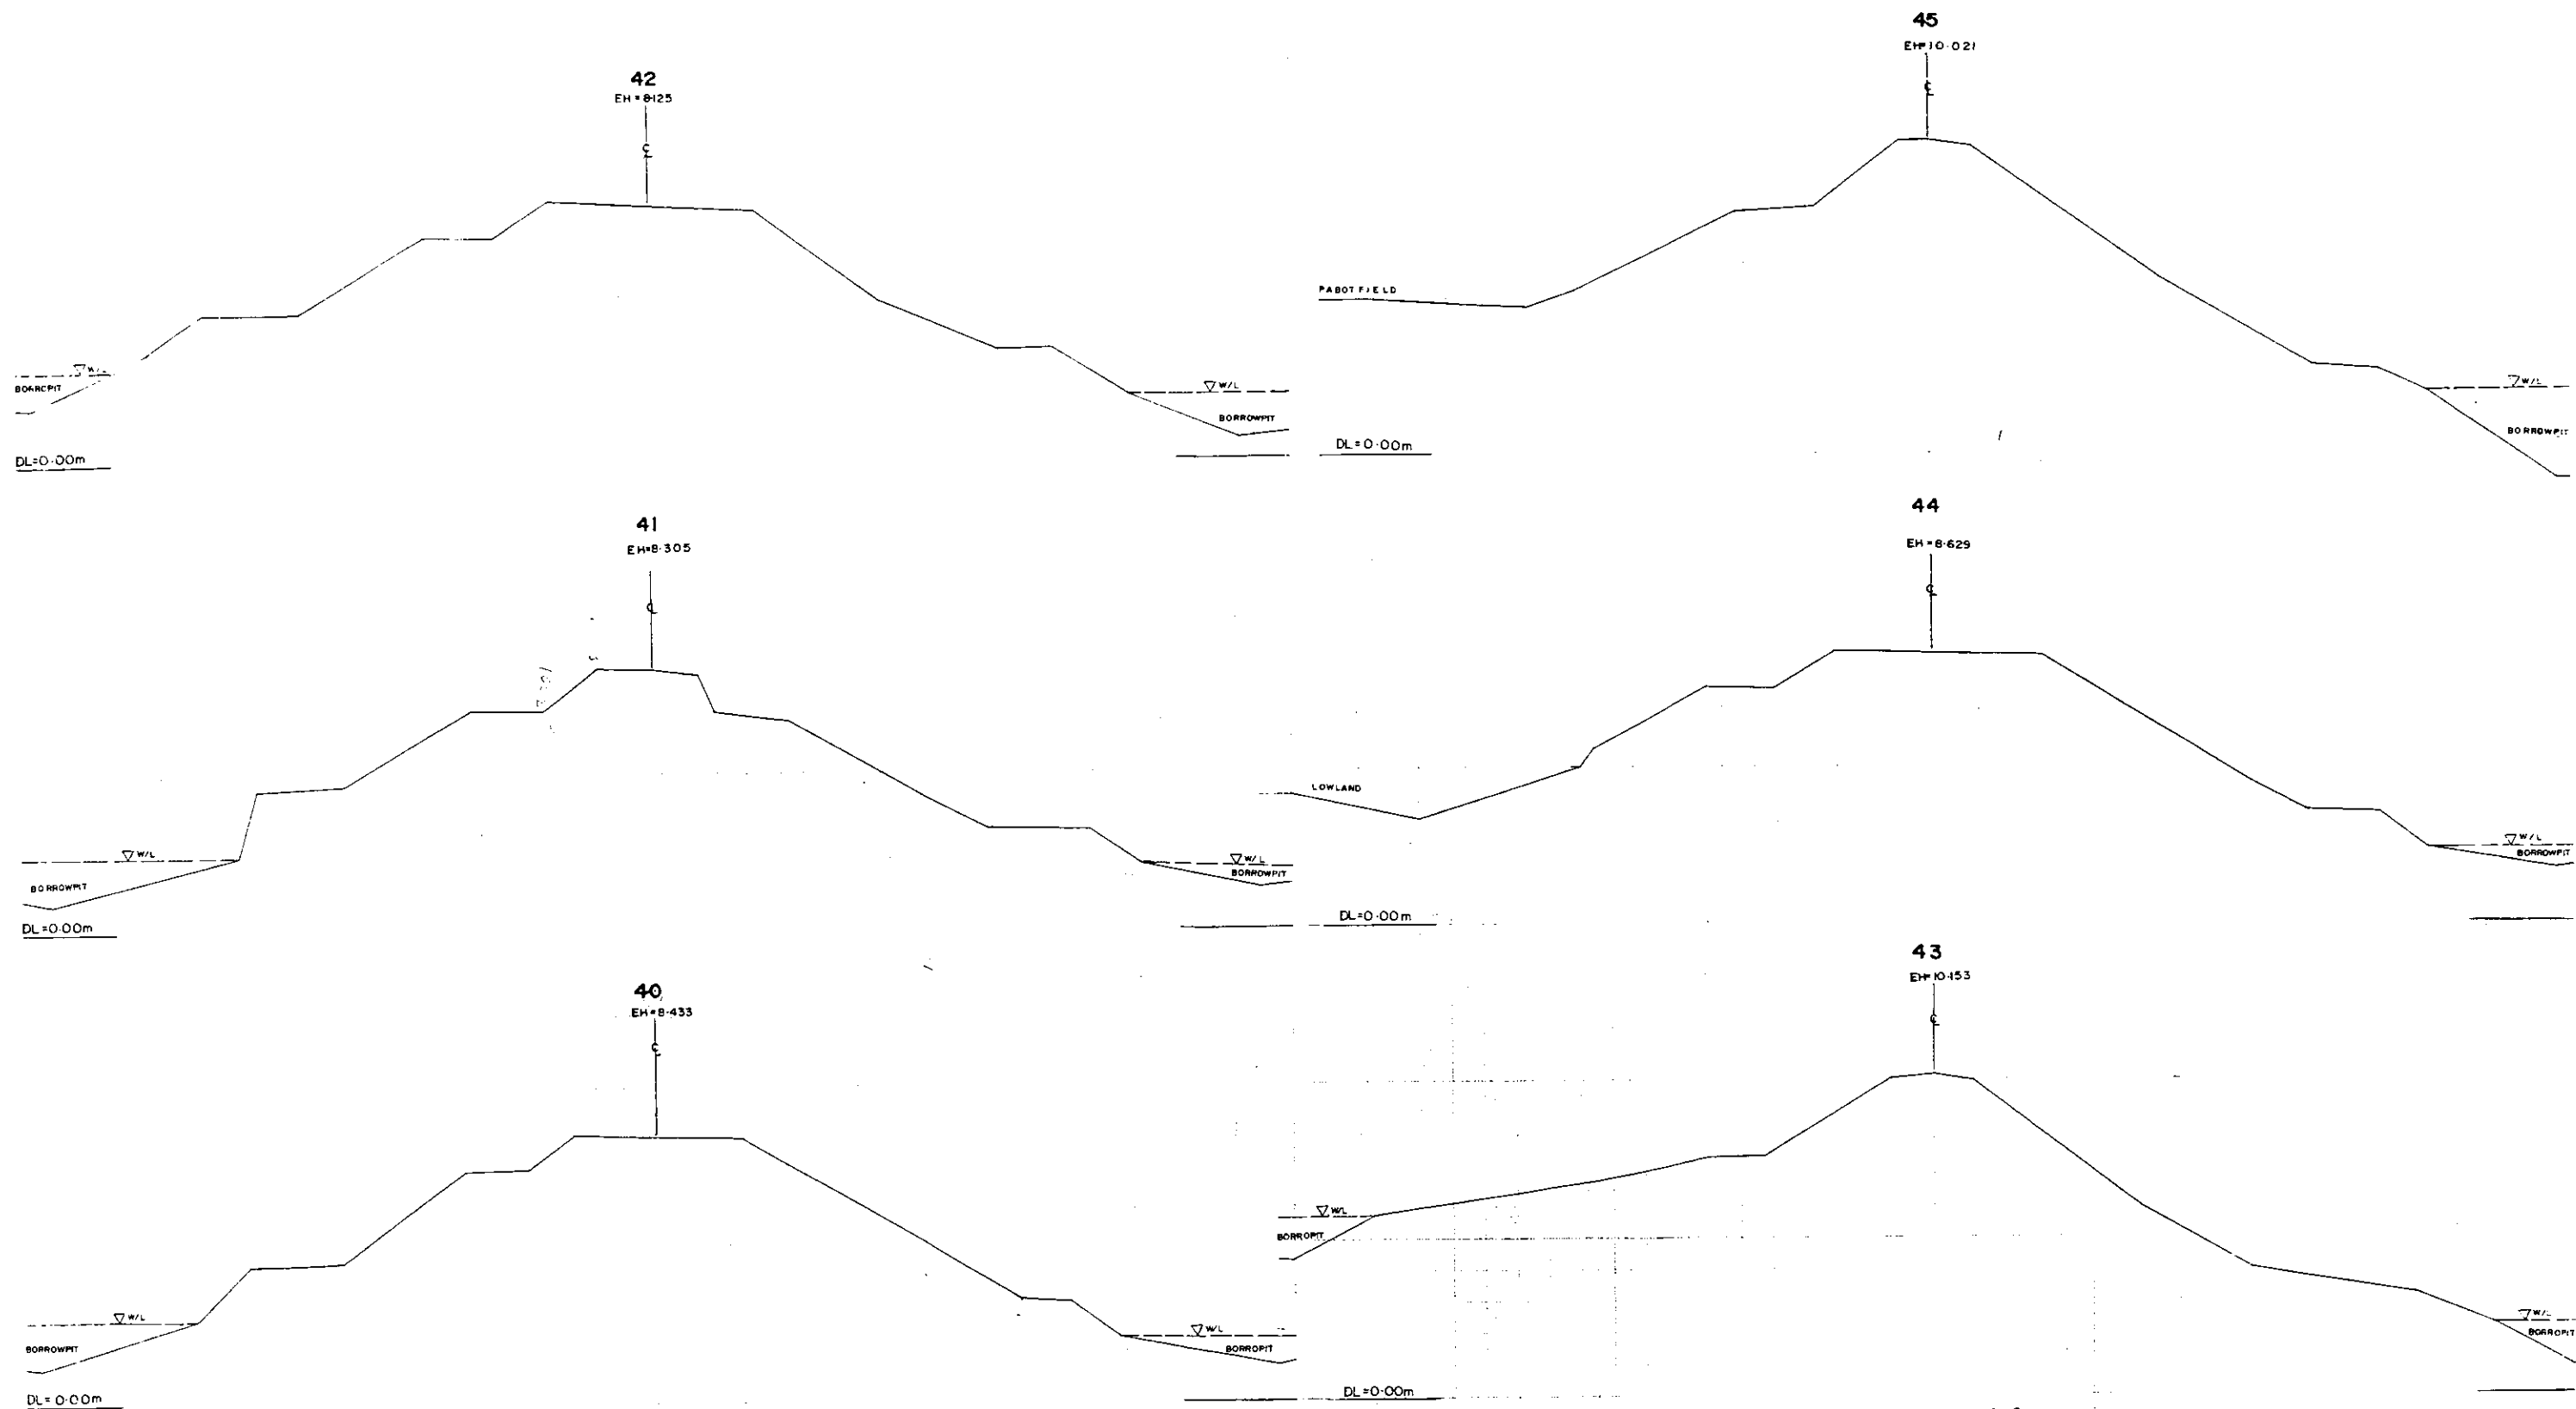 42
EH=8·125
℄
W/L
BORROPIT
W/L
BORROWPIT
DL=0·00m
45
EH=10·021
℄
PABOT FIELD
W/L
BORROWPIT
DL=0·00m
41
EH=8·305
℄
W/L
BORROWPIT
W/L
BORROWPIT
DL=0·00m
44
EH=8·629
℄
LOWLAND
W/L
BORROWPIT
DL=0·00m
40
EH=8·433
℄
W/L
BORROWPIT
W/L
BORROPIT
DL=0·00m
43
EH=10·153
℄
W/L
BORROPIT
W/L
BORROPIT
DL=0·00m